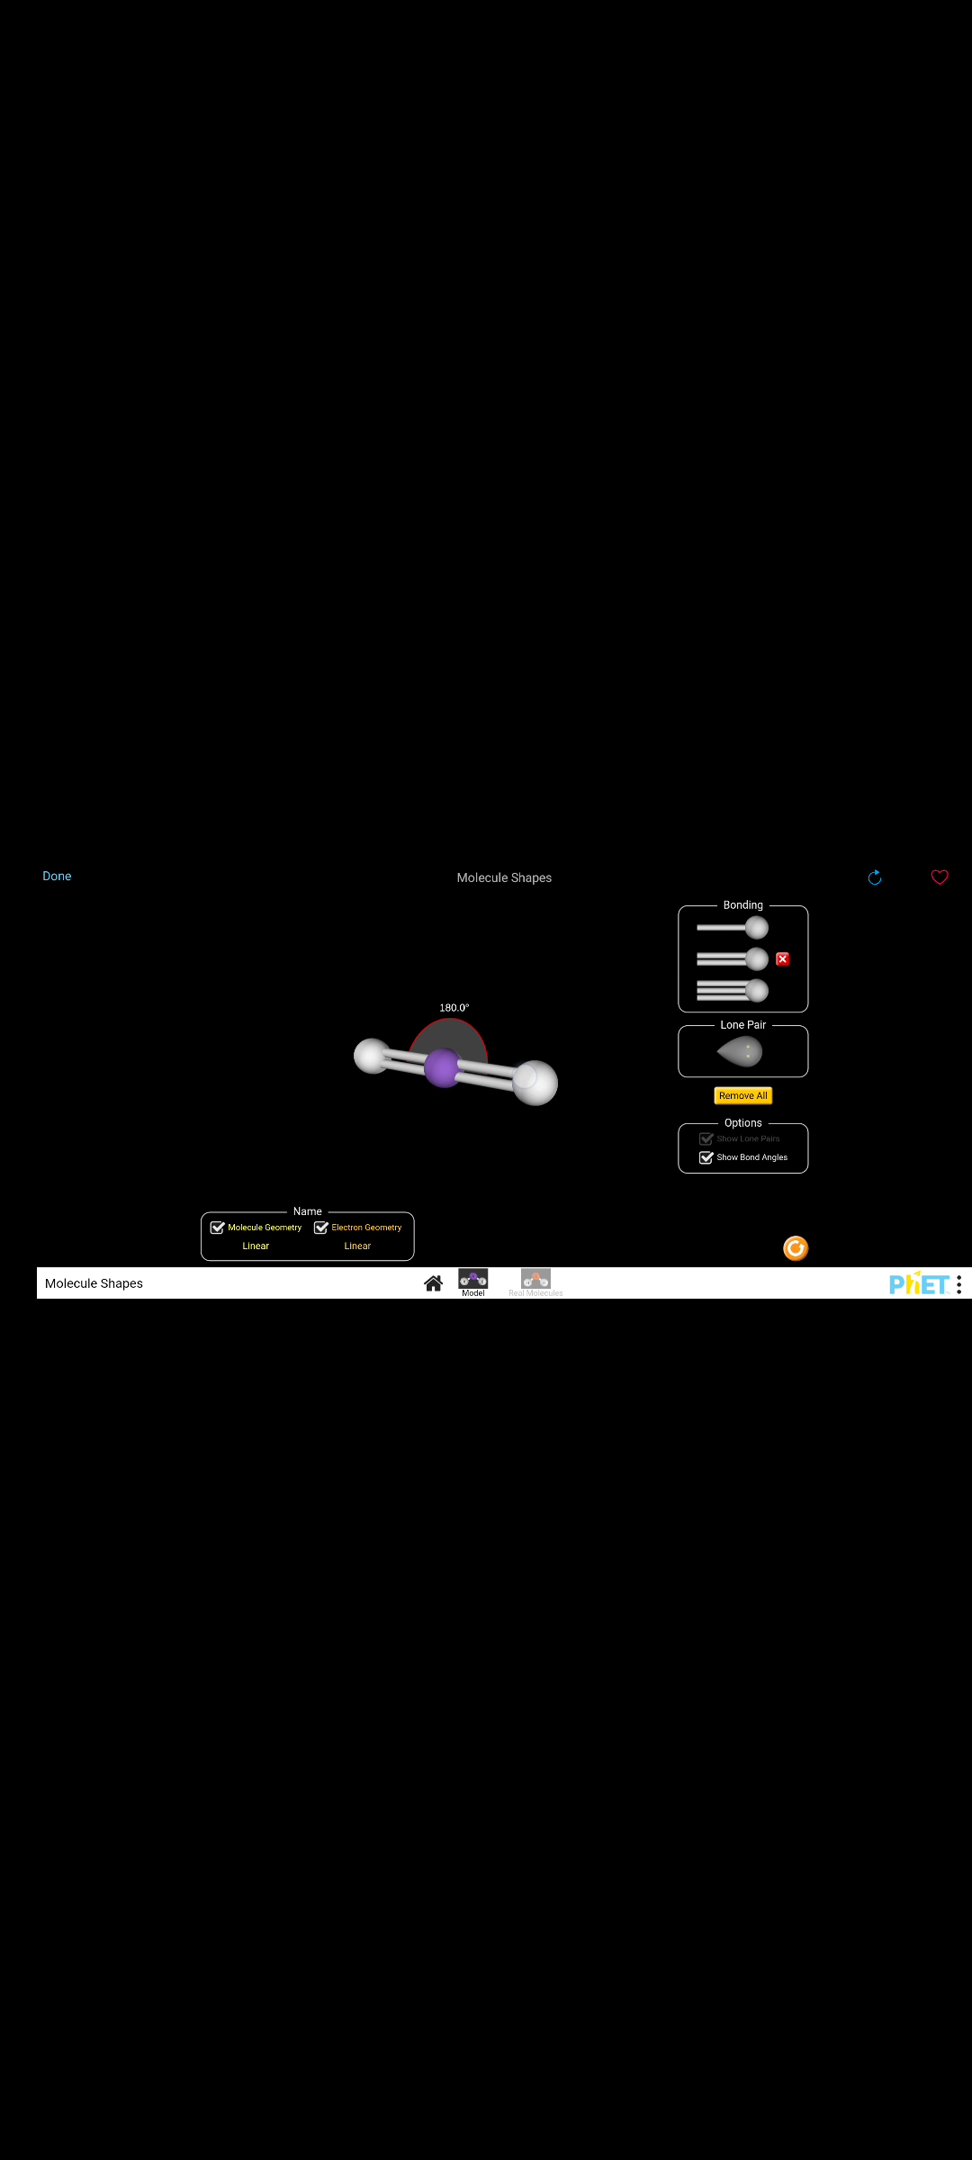 Done
Molecule Shapes
Bonding
180.0°
Lone Pair
Remove All
Options
Show Lone Pairs
Show Bond Angles
Name
Molecule Geometry
Electron Geometry
Linear
Linear
Molecule Shapes
Model
Real Molecules
PhET